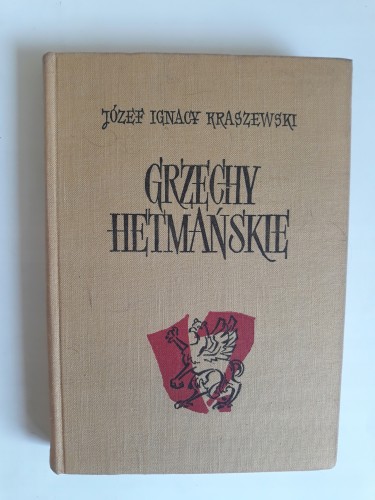 JÓZEF IGNACY KRASZEWSKI
GRZECHY
HETMAŃSKIE